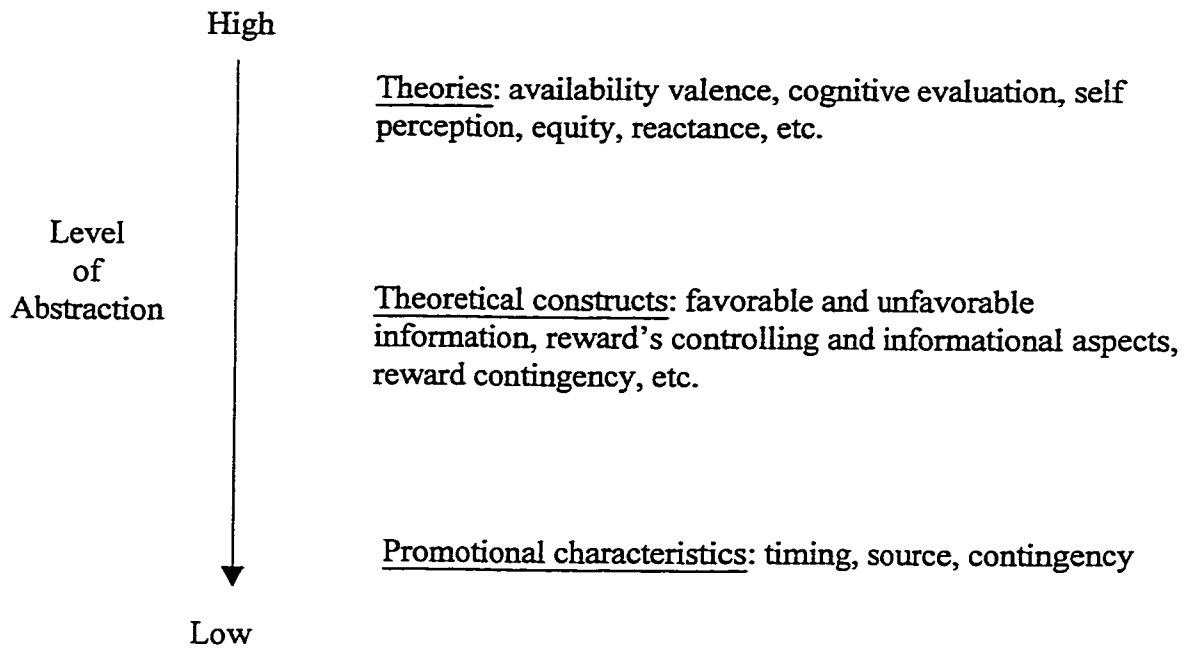 High
Theories: availability valence, cognitive evaluation, self
perception, equity, reactance, etc.
Level
of
Abstraction
Theoretical constructs: favorable and unfavorable
information, reward's controlling and informational aspects,
reward contingency, etc.
Promotional characteristics: timing, source, contingency
Low